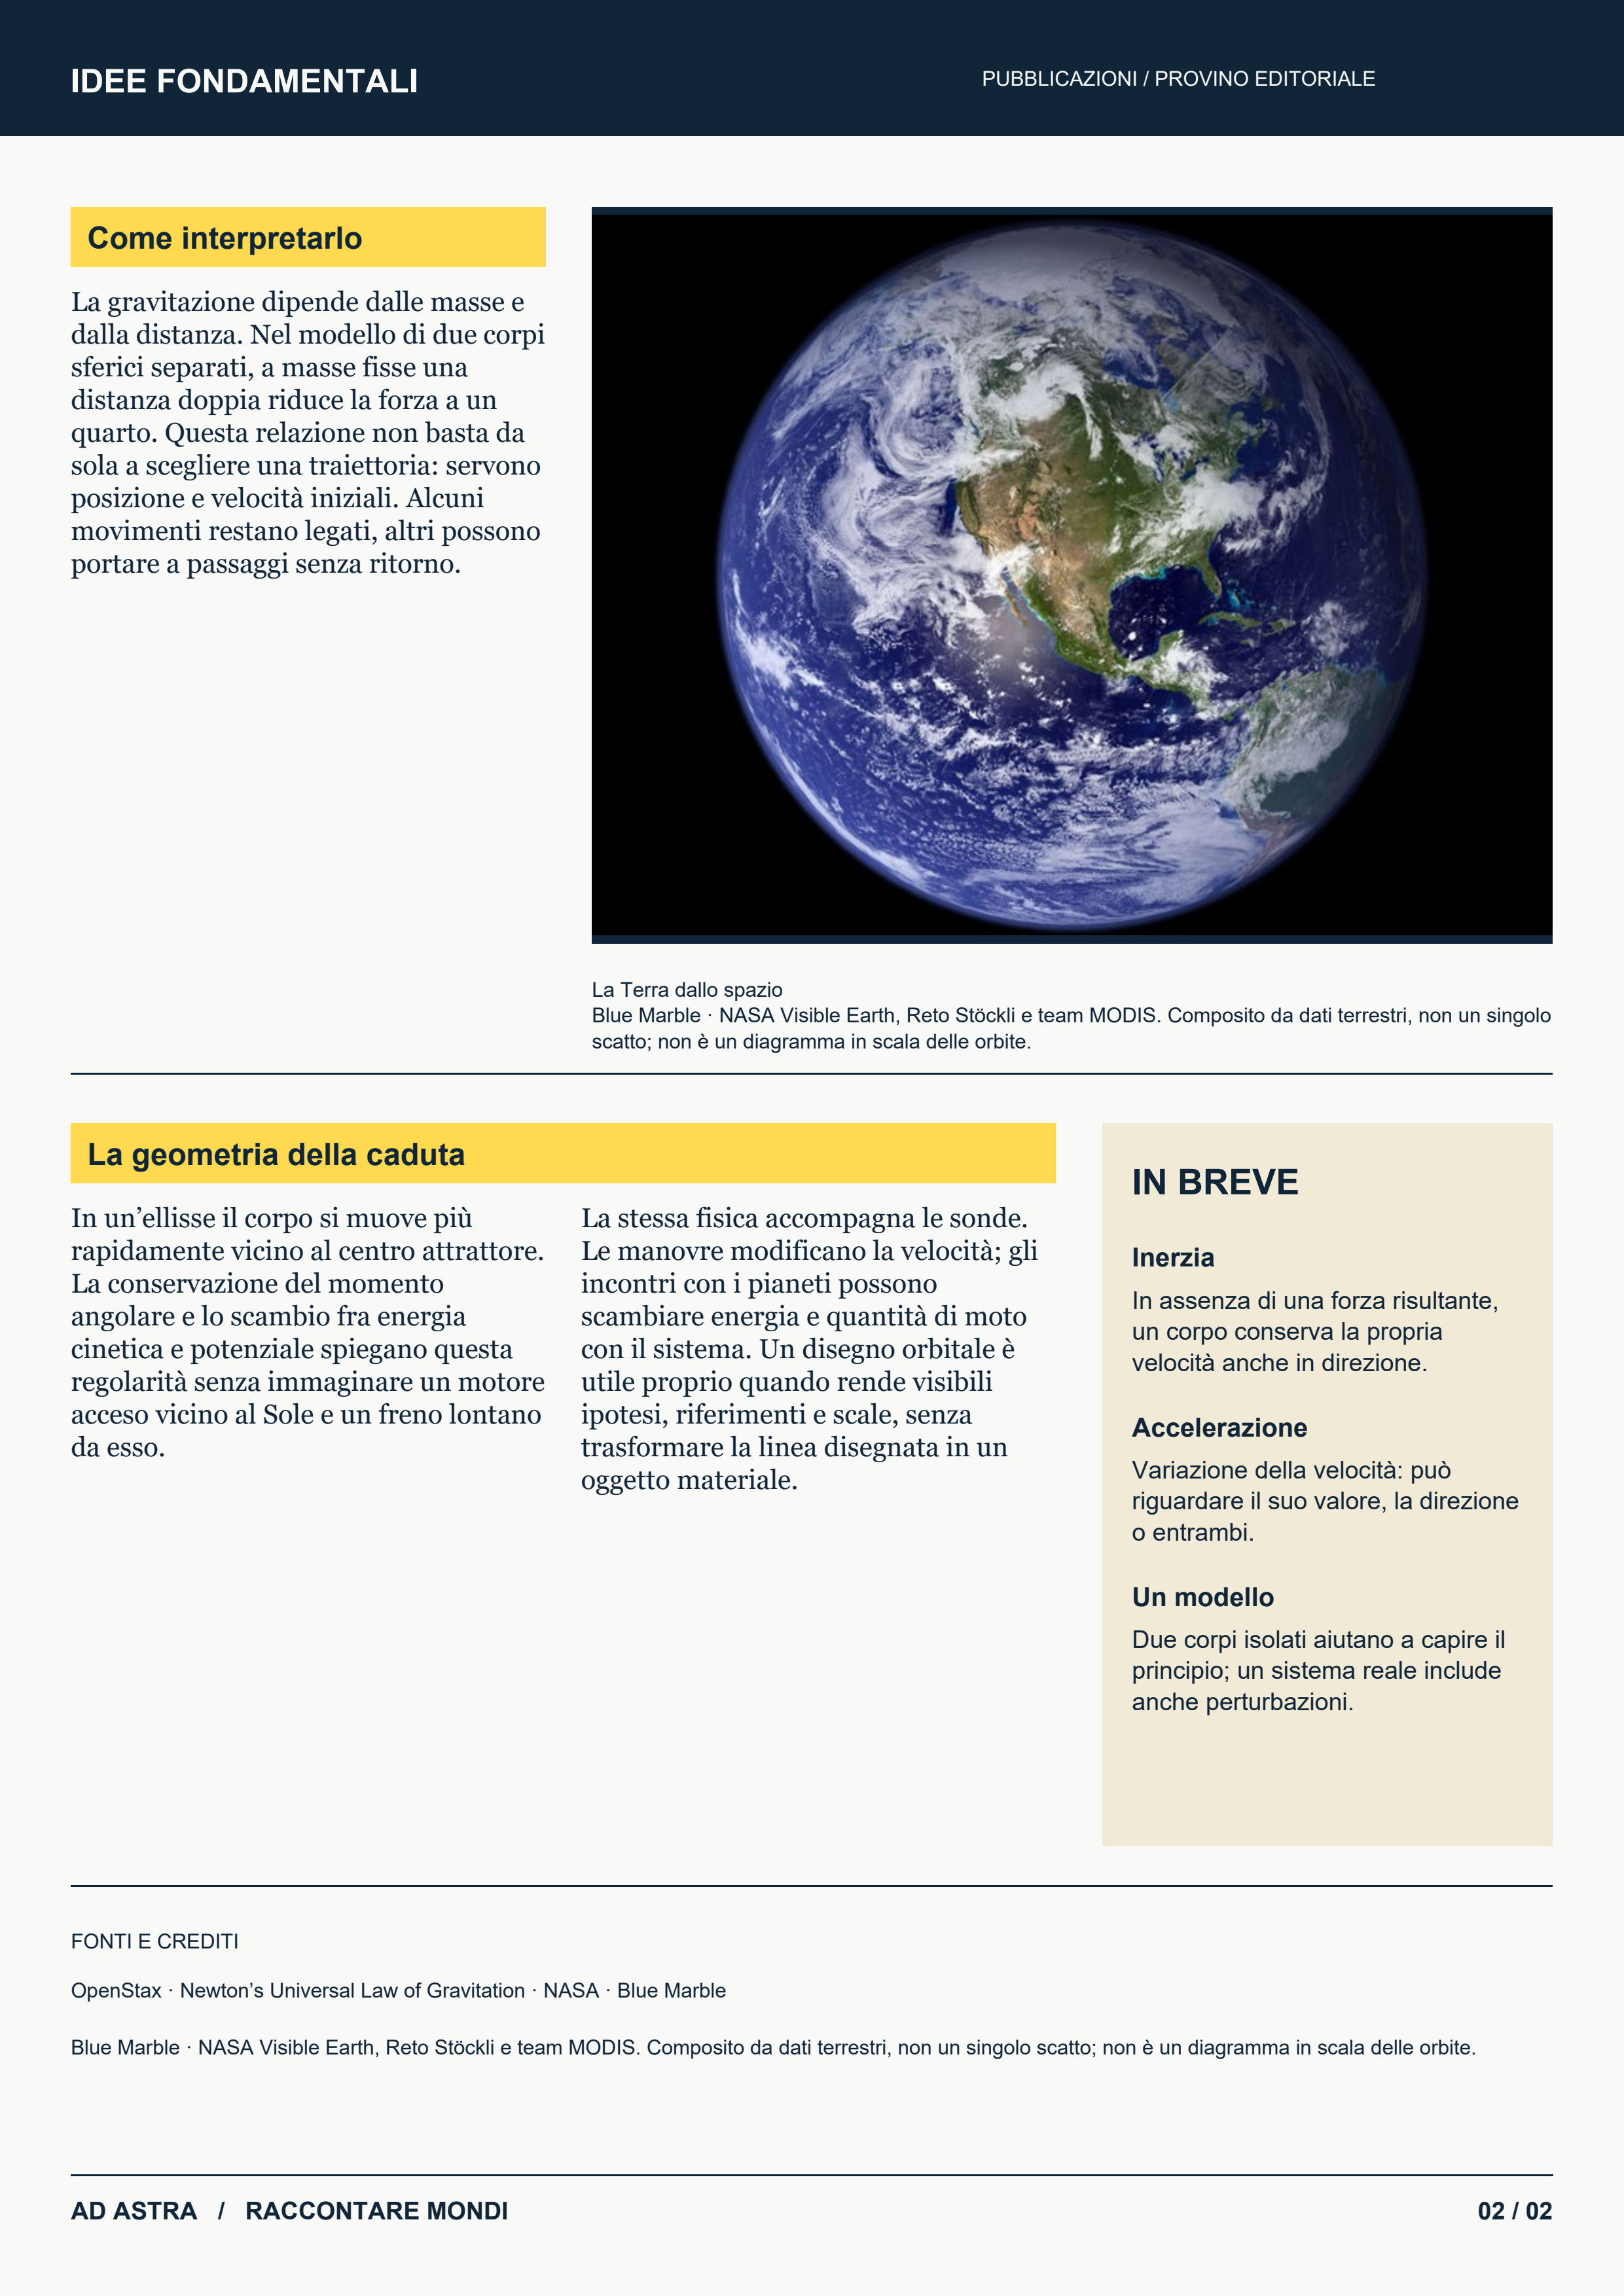 IDEE FONDAMENTALI
PUBBLICAZIONI / PROVINO EDITORIALE
Come interpretarlo
La gravitazione dipende dalle masse e
dalla distanza. Nel modello di due corpi
sferici separati, a masse fisse una
distanza doppia riduce la forza a un
quarto. Questa relazione non basta da
sola a scegliere una traiettoria: servono
posizione e velocità iniziali. Alcuni
movimenti restano legati, altri possono
portare a passaggi senza ritorno.
La Terra dallo spazio
Blue Marble · NASA Visible Earth, Reto Stöckli e team MODIS. Composito da dati terrestri, non un singolo
scatto; non è un diagramma in scala delle orbite.
La geometria della caduta
In un’ellisse il corpo si muove più
rapidamente vicino al centro attrattore.
La conservazione del momento
angolare e lo scambio fra energia
cinetica e potenziale spiegano questa
regolarità senza immaginare un motore
acceso vicino al Sole e un freno lontano
da esso.
La stessa fisica accompagna le sonde.
Le manovre modificano la velocità; gli
incontri con i pianeti possono
scambiare energia e quantità di moto
con il sistema. Un disegno orbitale è
utile proprio quando rende visibili
ipotesi, riferimenti e scale, senza
trasformare la linea disegnata in un
oggetto materiale.
IN BREVE
Inerzia
In assenza di una forza risultante,
un corpo conserva la propria
velocità anche in direzione.
Accelerazione
Variazione della velocità: può
riguardare il suo valore, la direzione
o entrambi.
Un modello
Due corpi isolati aiutano a capire il
principio; un sistema reale include
anche perturbazioni.
FONTI E CREDITI
OpenStax · Newton’s Universal Law of Gravitation · NASA · Blue Marble
Blue Marble · NASA Visible Earth, Reto Stöckli e team MODIS. Composito da dati terrestri, non un singolo scatto; non è un diagramma in scala delle orbite.
AD ASTRA / RACCONTARE MONDI
02 / 02